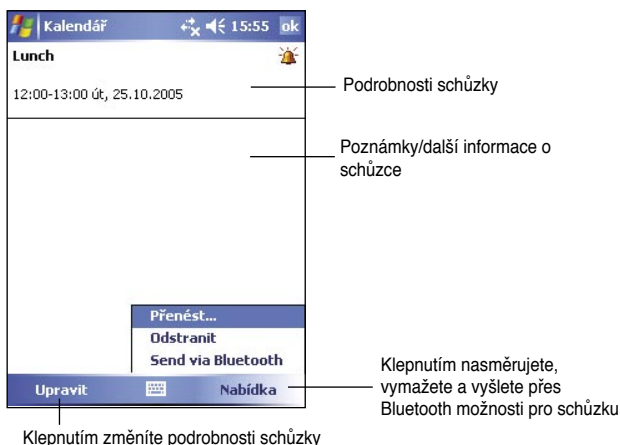 Kalendář 15:55 ok
Lunch
12:00-13:00 út, 25.10.2005
Podrobnosti schůzky
Poznámky/další informace o
schůzce
Přenést...
Odstranit
Send via Bluetooth
Upravit Nabídka
Klepnutím nasměrujete,
vymažete a vyšlete přes
Bluetooth možnosti pro schůzku
Klepnutím změníte podrobnosti schůzky